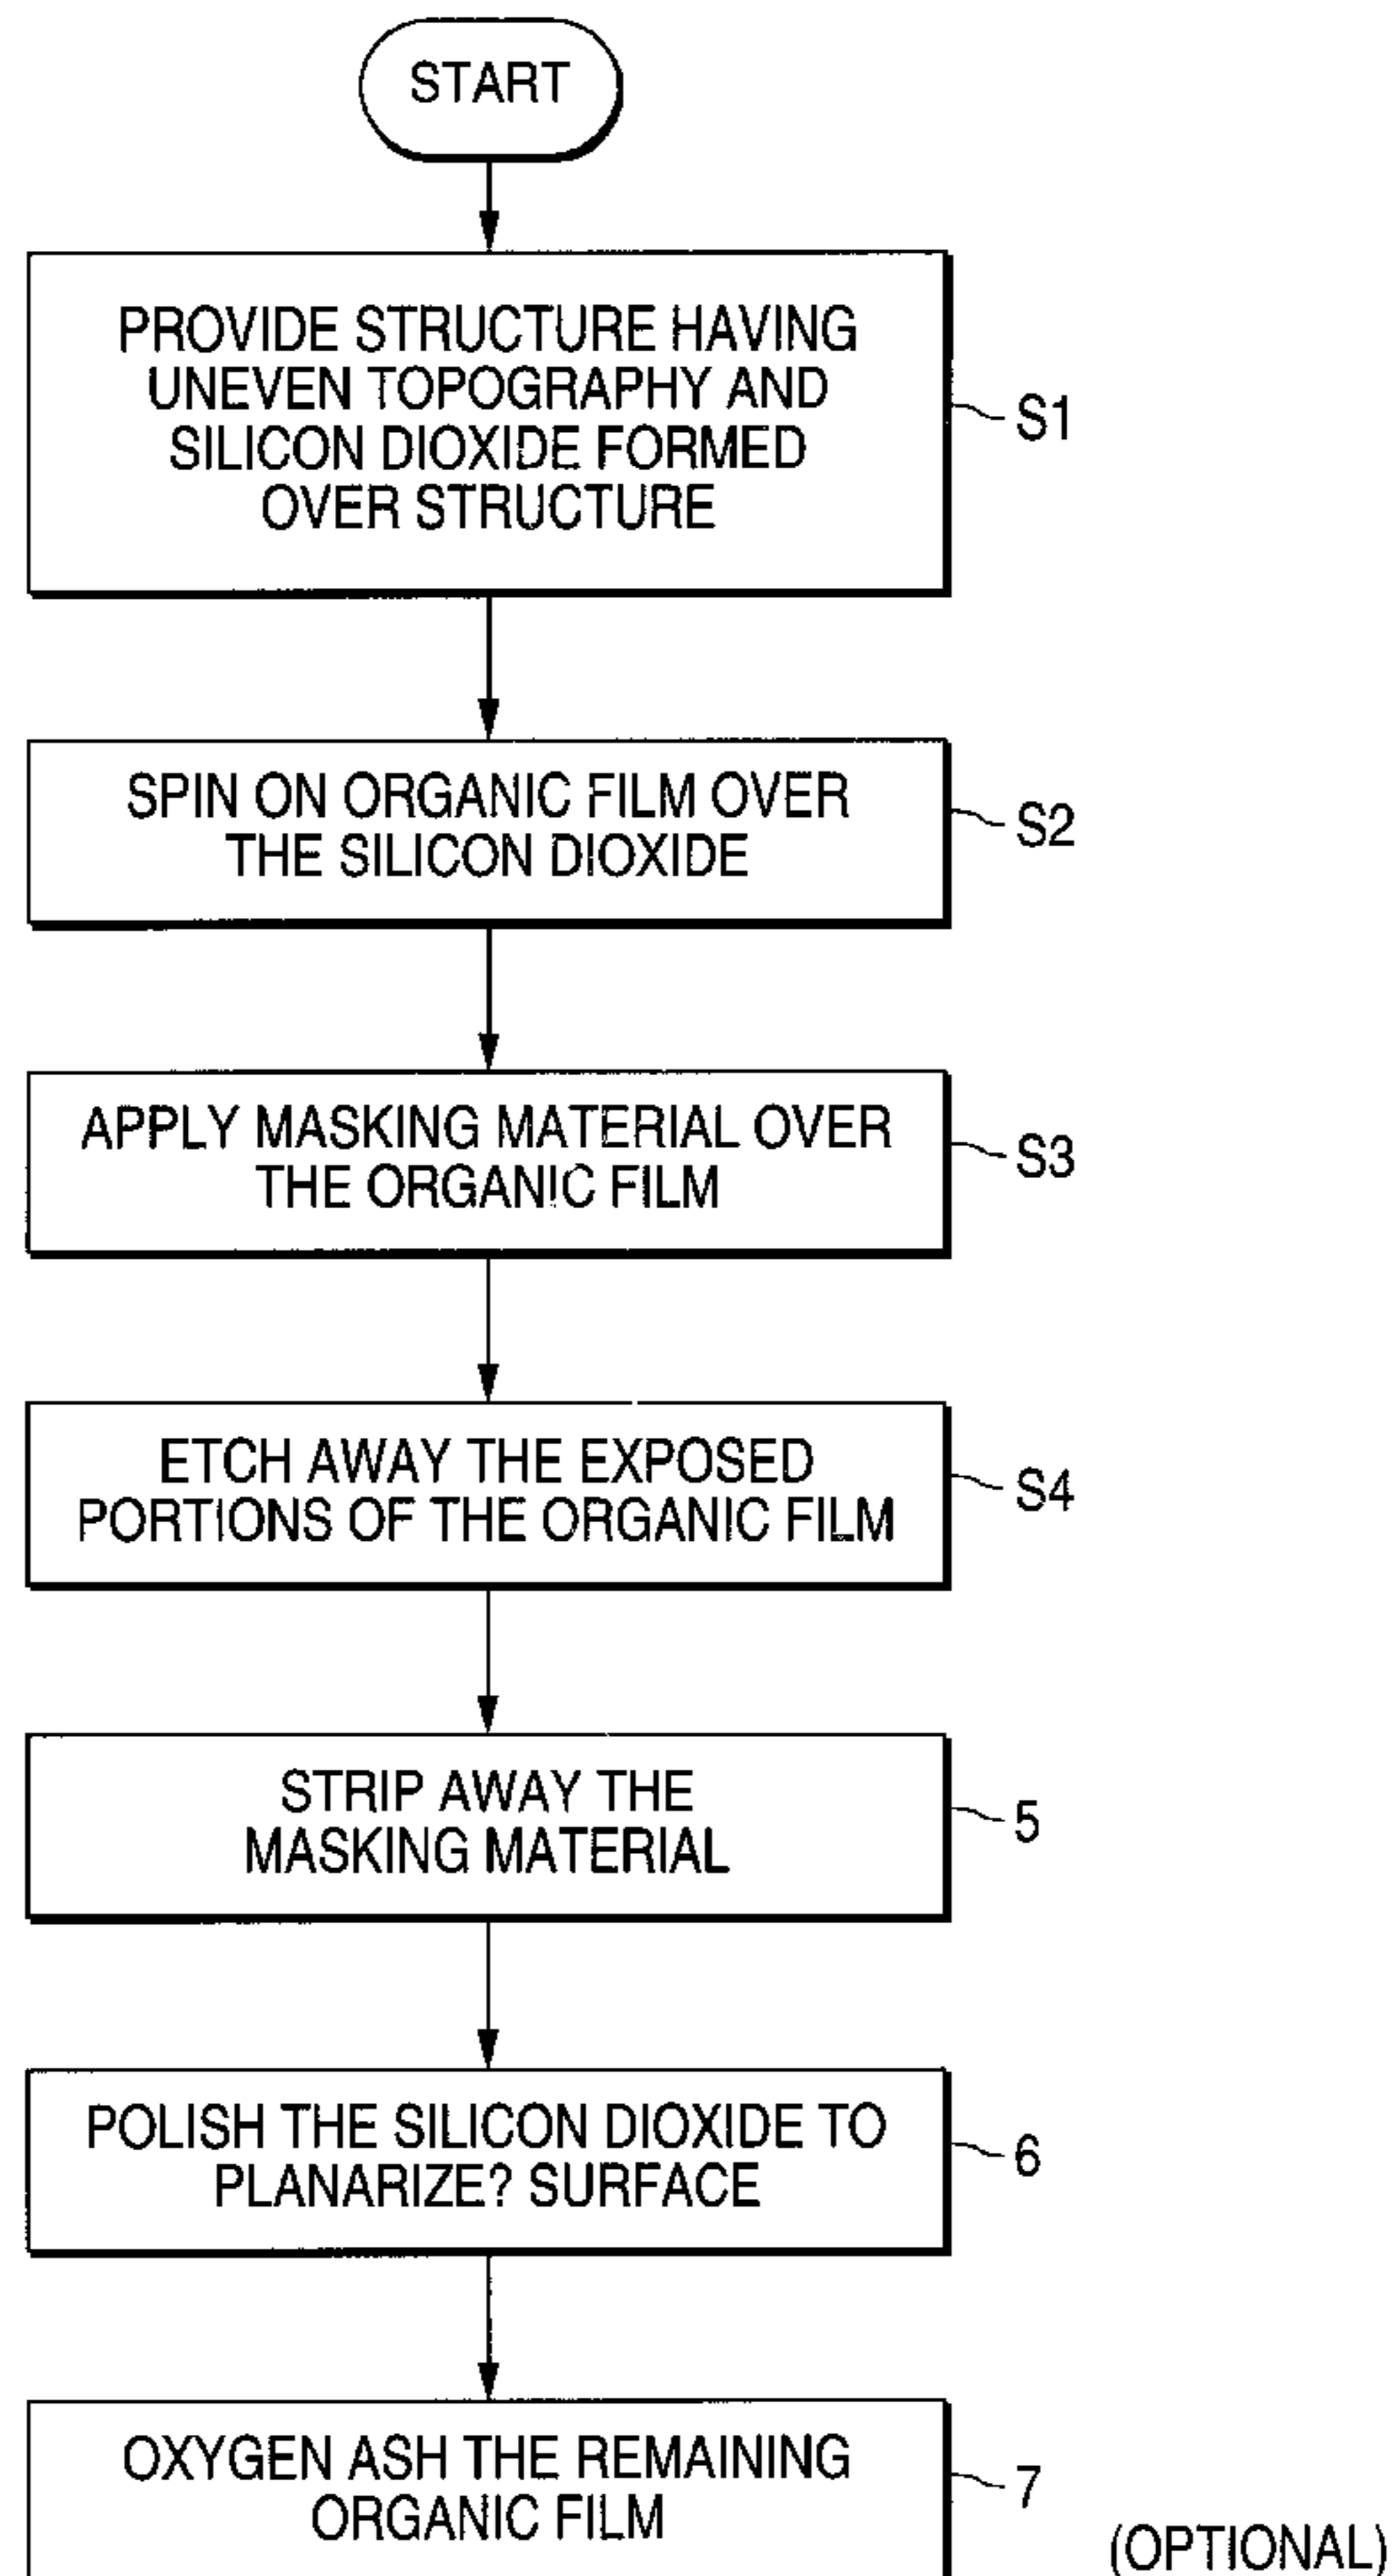 START
PROVIDE STRUCTURE HAVING
UNEVEN TOPOGRAPHY AND
SILICON DIOXIDE FORMED
OVER STRUCTURE
S1
SPIN ON ORGANIC FILM OVER
THE SILICON DIOXIDE
S2
APPLY MASKING MATERIAL OVER
THE ORGANIC FILM
S3
ETCH AWAY THE EXPOSED
PORTIONS OF THE ORGANIC FILM
S4
STRIP AWAY THE
MASKING MATERIAL
5
POLISH THE SILICON DIOXIDE TO
PLANARIZE? SURFACE
6
OXYGEN ASH THE REMAINING
ORGANIC FILM
7
(OPTIONAL)